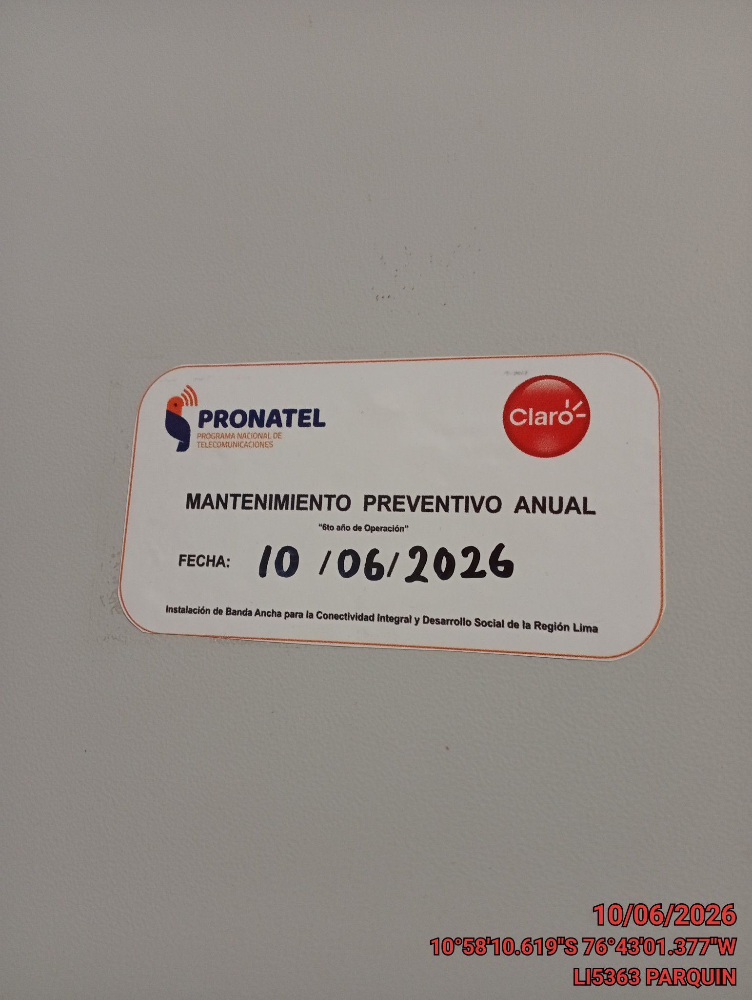 PRONATEL
PROGRAMA NACIONAL DE
TELECOMUNICACIONES
Claro
MANTENIMIENTO PREVENTIVO ANUAL
“6to año de Operación”
FECHA: 10 / 06 / 2026
Instalación de Banda Ancha para la Conectividad Integral y Desarrollo Social de la Región Lima
10/06/2026
10°58'10.619"S 76°43'01.377"W
LI5363 PARQUIN